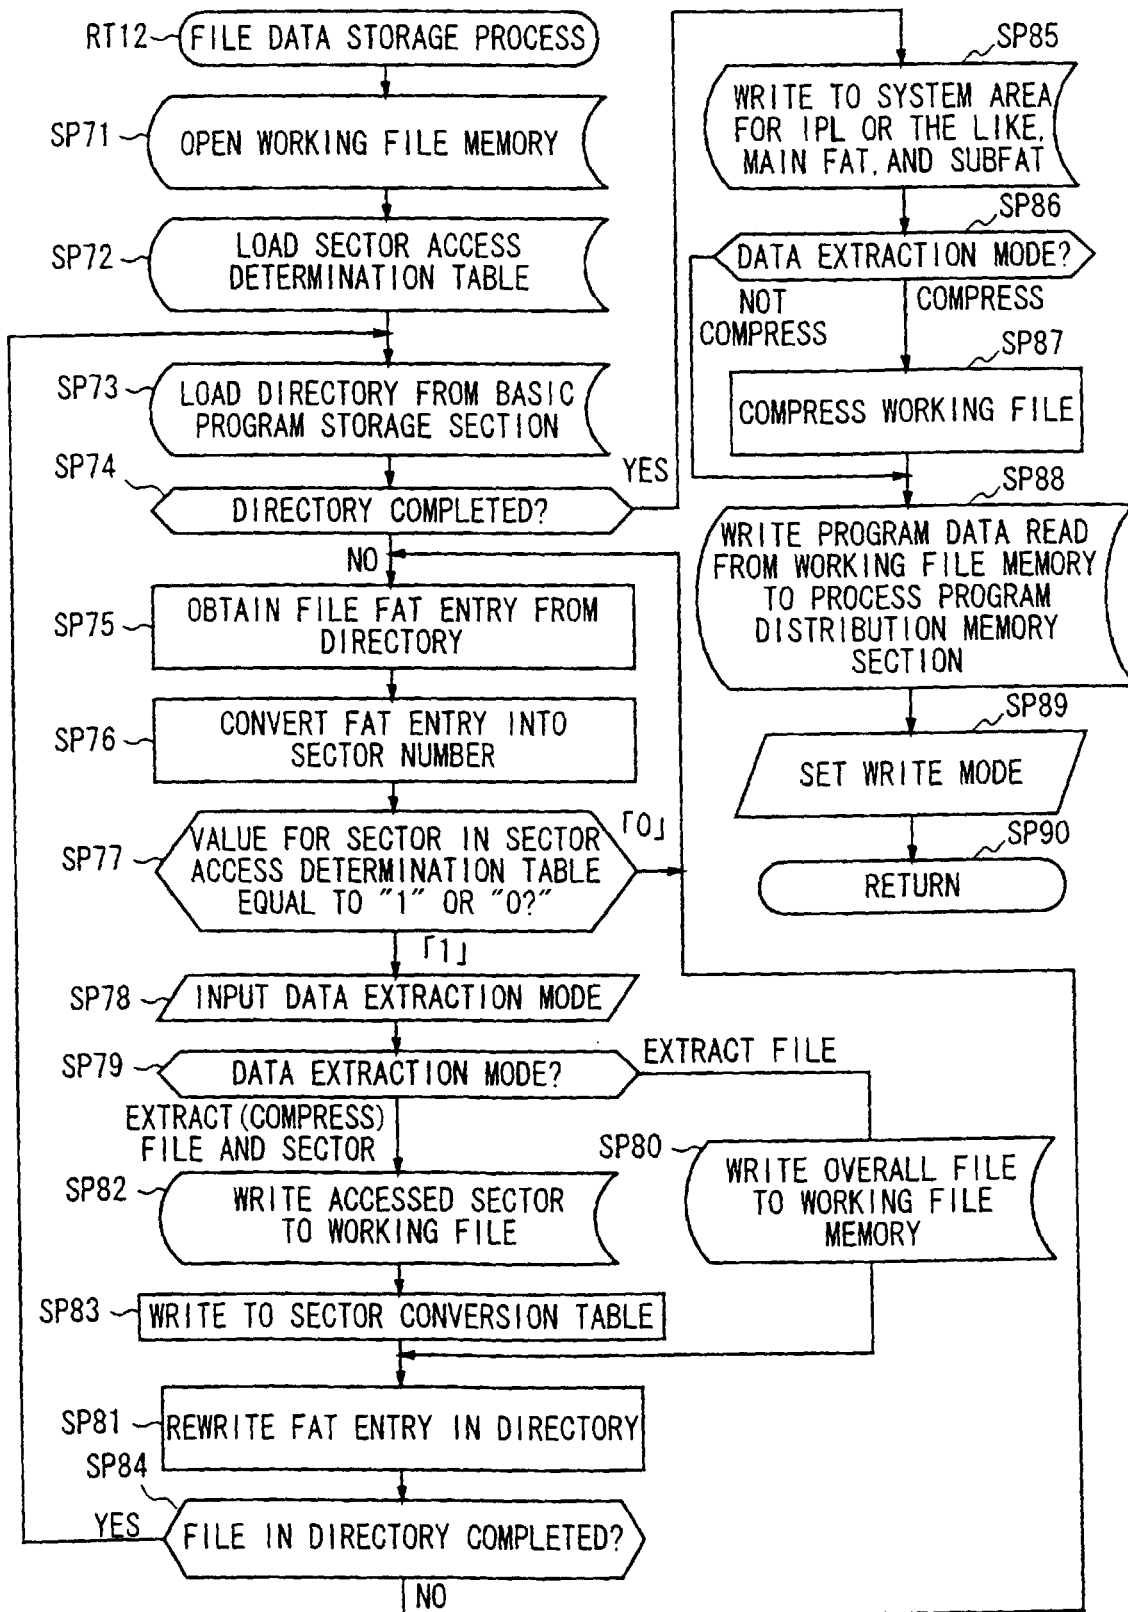 RT12
FILE DATA STORAGE PROCESS
SP71
OPEN WORKING FILE MEMORY
SP72
LOAD SECTOR ACCESS
DETERMINATION TABLE
SP73
LOAD DIRECTORY FROM BASIC
PROGRAM STORAGE SECTION
SP74
DIRECTORY COMPLETED?
YES
NO
SP75
OBTAIN FILE FAT ENTRY FROM
DIRECTORY
SP76
CONVERT FAT ENTRY INTO
SECTOR NUMBER
SP77
VALUE FOR SECTOR IN SECTOR
ACCESS DETERMINATION TABLE
EQUAL TO "1" OR "0?"
「0」
「1」
SP78
INPUT DATA EXTRACTION MODE
SP79
DATA EXTRACTION MODE?
EXTRACT FILE
EXTRACT(COMPRESS)
FILE AND SECTOR
SP80
WRITE OVERALL FILE
TO WORKING FILE
MEMORY
SP82
WRITE ACCESSED SECTOR
TO WORKING FILE
SP83
WRITE TO SECTOR CONVERSION TABLE
SP81
REWRITE FAT ENTRY IN DIRECTORY
SP84
FILE IN DIRECTORY COMPLETED?
YES
NO
SP85
WRITE TO SYSTEM AREA
FOR IPL OR THE LIKE,
MAIN FAT, AND SUBFAT
SP86
DATA EXTRACTION MODE?
NOT
COMPRESS
COMPRESS
SP87
COMPRESS WORKING FILE
SP88
WRITE PROGRAM DATA READ
FROM WORKING FILE MEMORY
TO PROCESS PROGRAM
DISTRIBUTION MEMORY
SECTION
SP89
SET WRITE MODE
SP90
RETURN